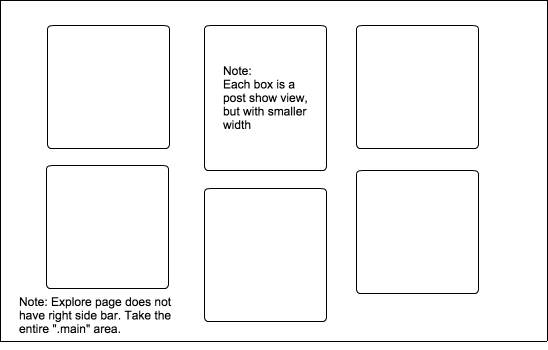 Note:
Each box is a
post show view,
but with smaller
width
Note: Explore page does not
have right side bar. Take the
entire ".main" area.